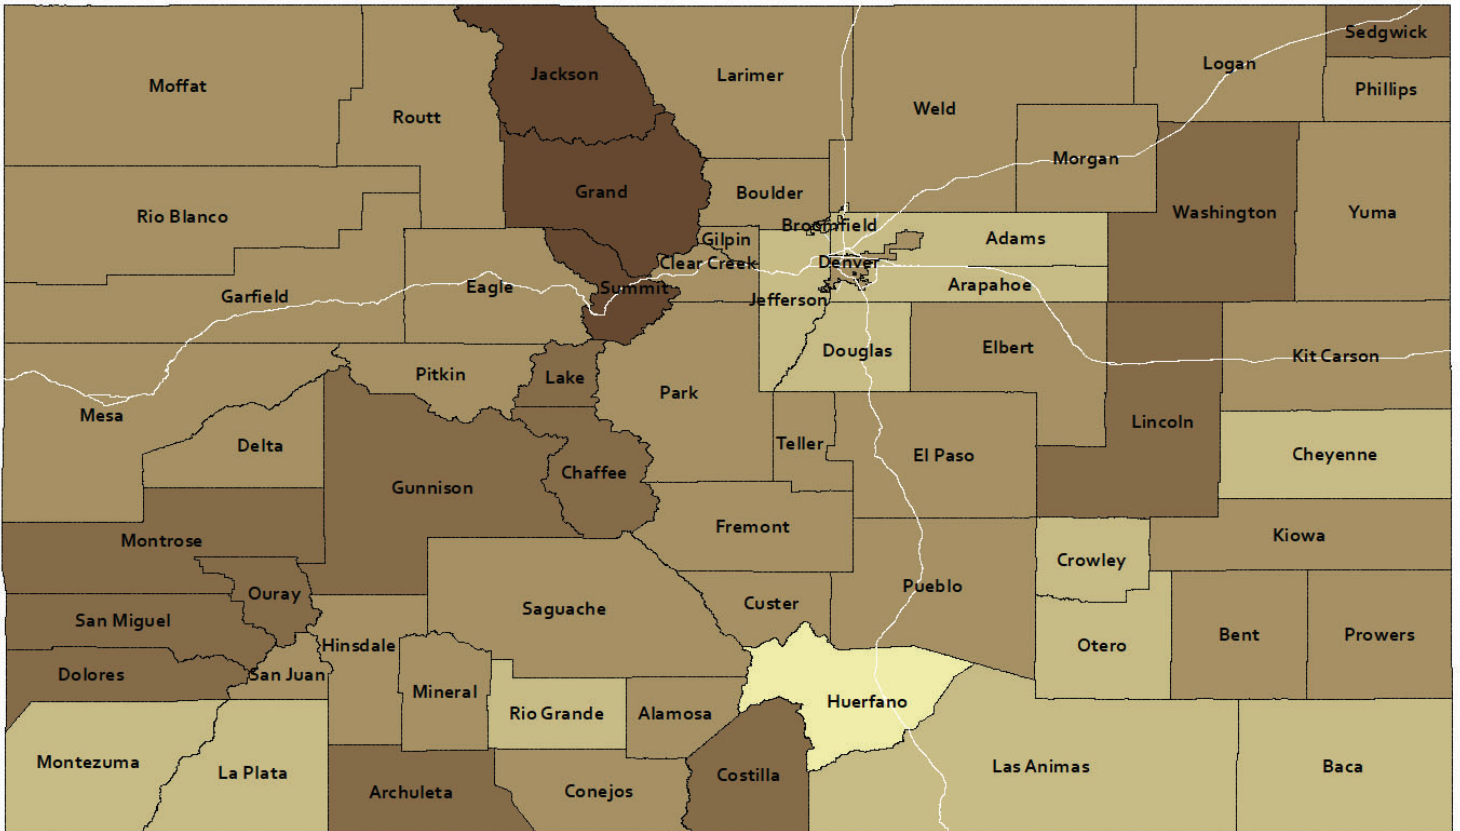 Sedgwick
Logan
Jackson
Larimer
Moffat
Phillips
Weld
Routt
Morgan
Grand
Boulder
Rio Blanco
Washington
Yuma
Broomfield
Gilpin
Adams
Clear Creek
Denver
Eagle
Summit
Arapahoe
Garfield
Jefferson
Elbert
Douglas
Kit Carson
Pitkin
Lake
Park
Mesa
Lincoln
Delta
Teller
El Paso
Cheyenne
Chaffee
Gunnison
Fremont
Kiowa
Montrose
Crowley
Pueblo
Ouray
Custer
Saguache
San Miguel
Bent
Prowers
Hinsdale
Otero
Dolores
San Juan
Mineral
Huerfano
Rio Grande
Alamosa
Montezuma
Las Animas
Baca
La Plata
Costilla
Archuleta
Conejos